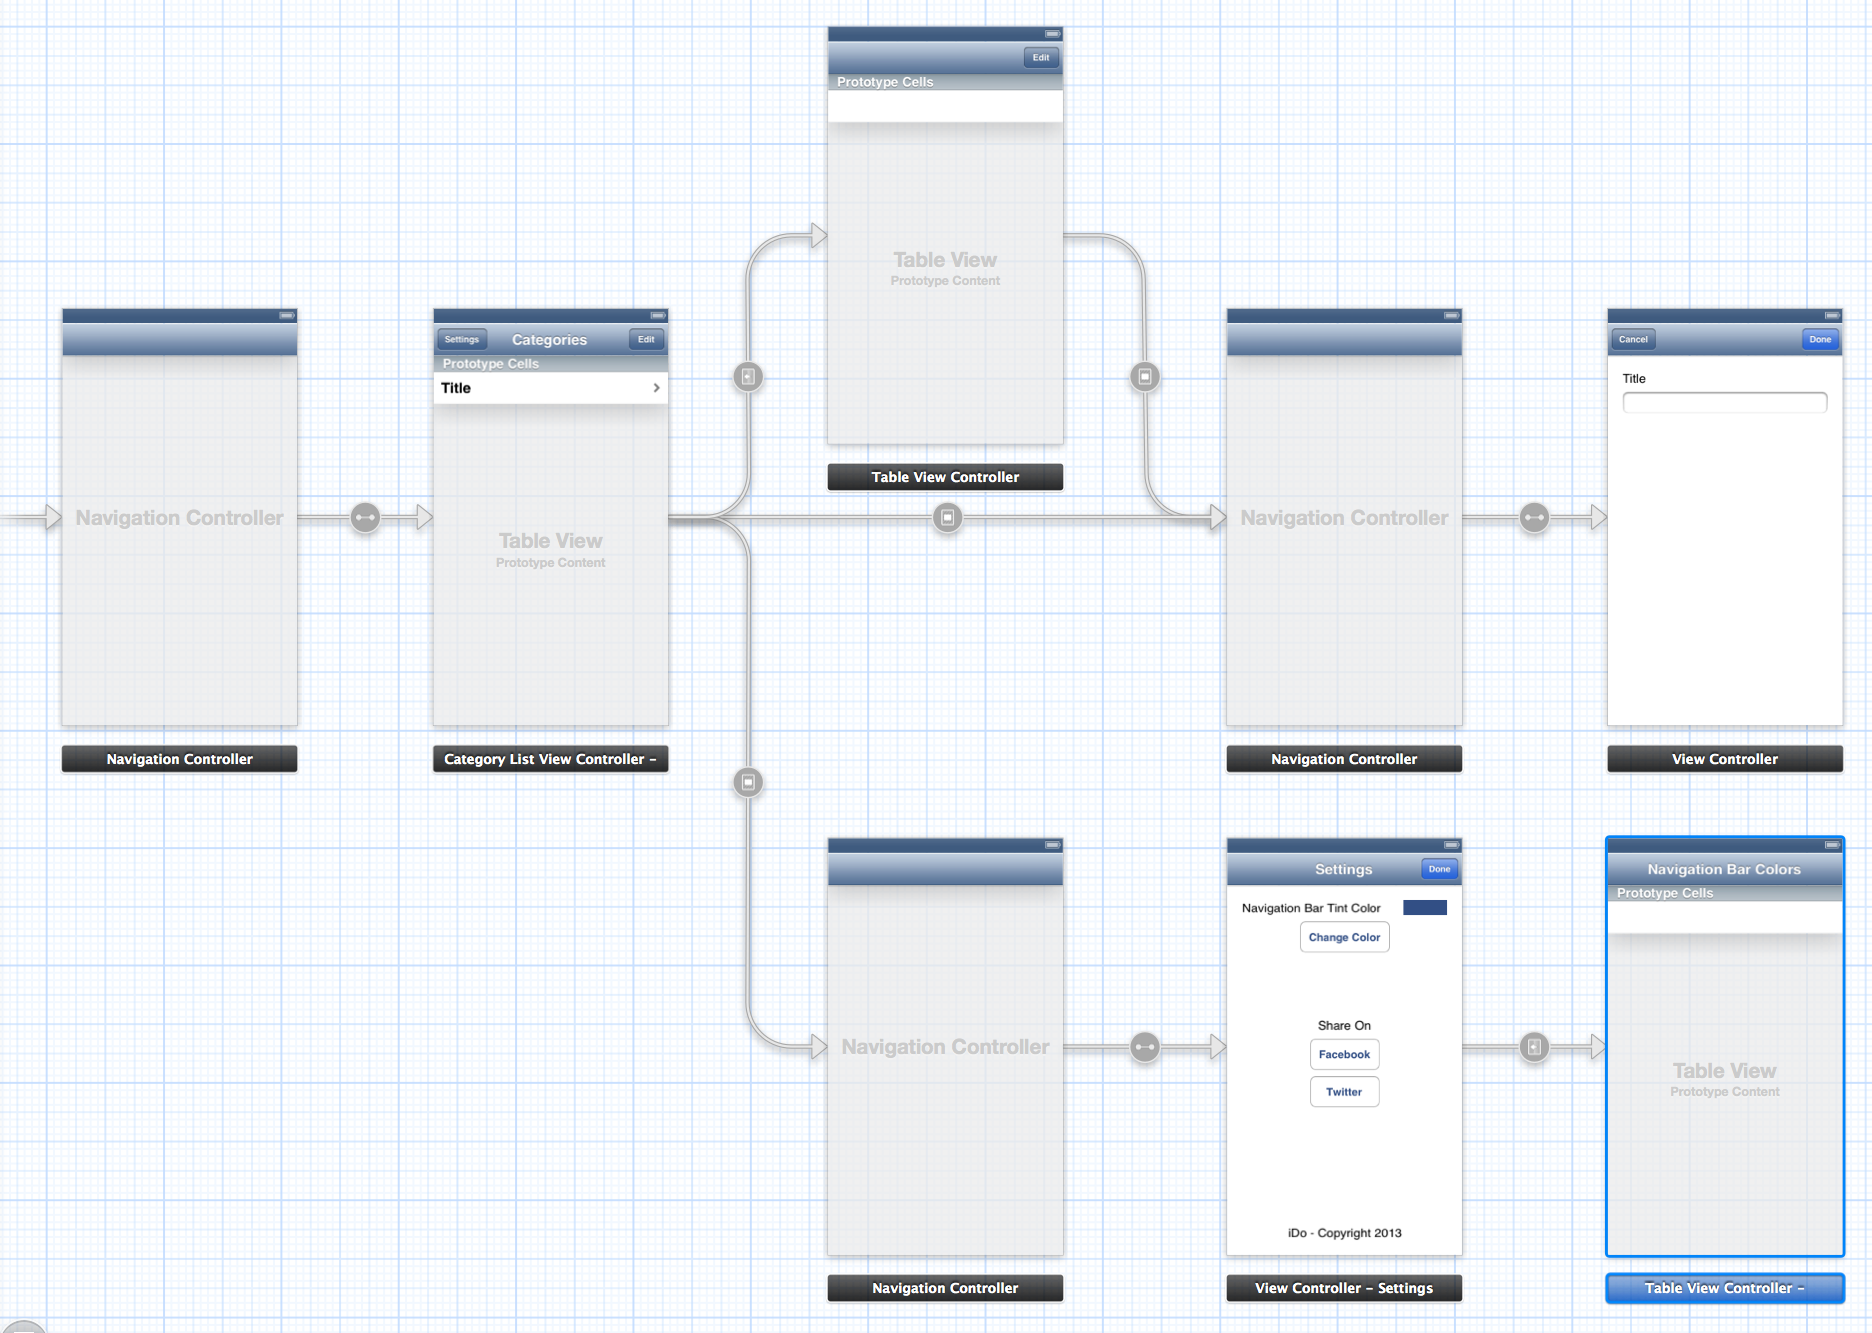 Edit
Prototype Cells
Table View
Prototype Content
Table View Controller
Navigation Controller
Navigation Controller
Settings
Categories
Edit
Prototype Cells
Title
Table View
Prototype Content
Category List View Controller –
Navigation Controller
Navigation Controller
Cancel
Done
Title
View Controller
Navigation Controller
Navigation Controller
Settings
Done
Navigation Bar Tint Color
Change Color
Share On
Facebook
Twitter
iDo - Copyright 2013
View Controller – Settings
Navigation Bar Colors
Prototype Cells
Table View
Prototype Content
Table View Controller –